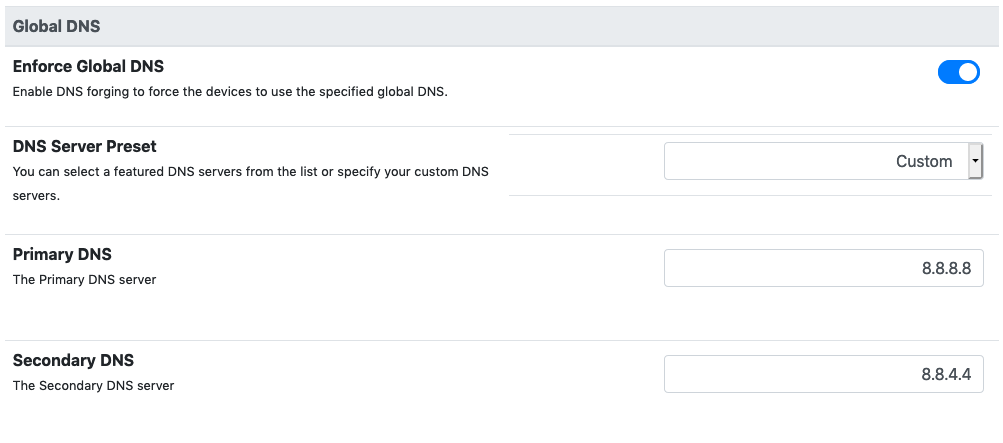 Global DNS
Enforce Global DNS
Enable DNS forging to force the devices to use the specified global DNS.
DNS Server Preset
You can select a featured DNS servers from the list or specify your custom DNS
servers.
Custom
Primary DNS
The Primary DNS server
8.8.8.8
Secondary DNS
The Secondary DNS server
8.8.4.4